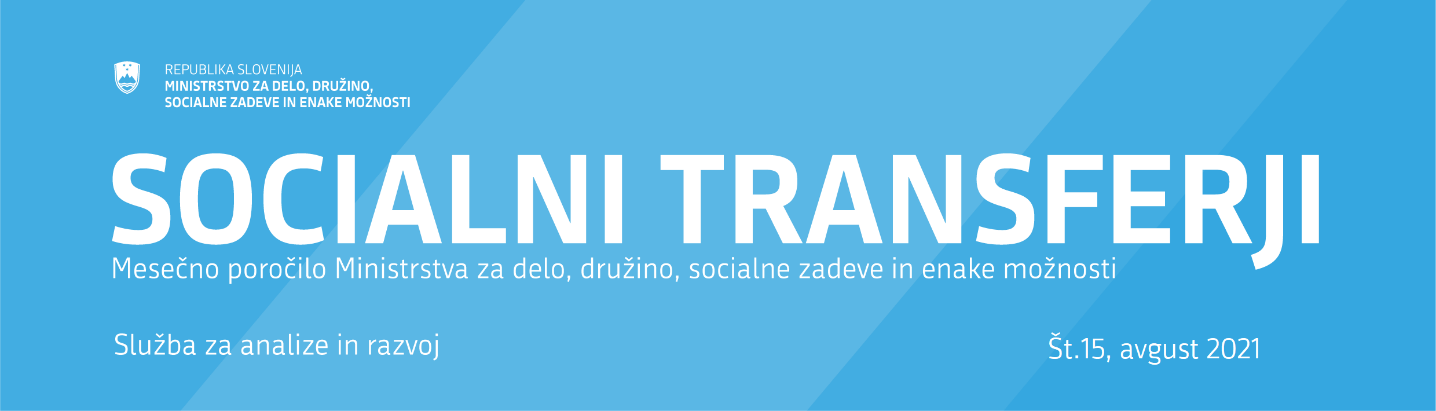 REPUBLIKA SLOVENIJA
MINISTRSTVO ZA DELO, DRUŽINO,
SOCIALNE ZADEVE IN ENAKE MOŽNOSTI
SOCIALNI TRANSFERJI
Mesečno poročilo Ministrstva za delo, družino, socialne zadeve in enake možnosti
Služba za analize in razvoj
Št.15, avgust 2021